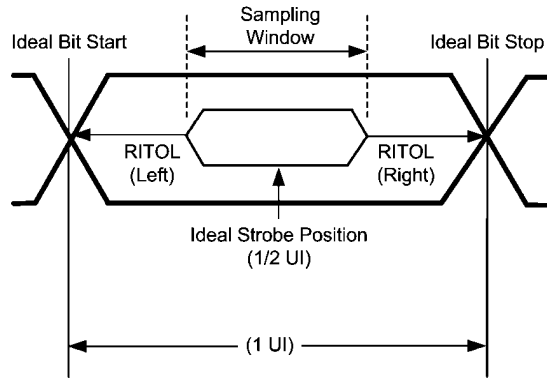 Sampling
Window
Ideal Bit Start
Ideal Bit Stop
RITOL
(Left)
RITOL
(Right)
Ideal Strobe Position
(1/2 UI)
(1 UI)